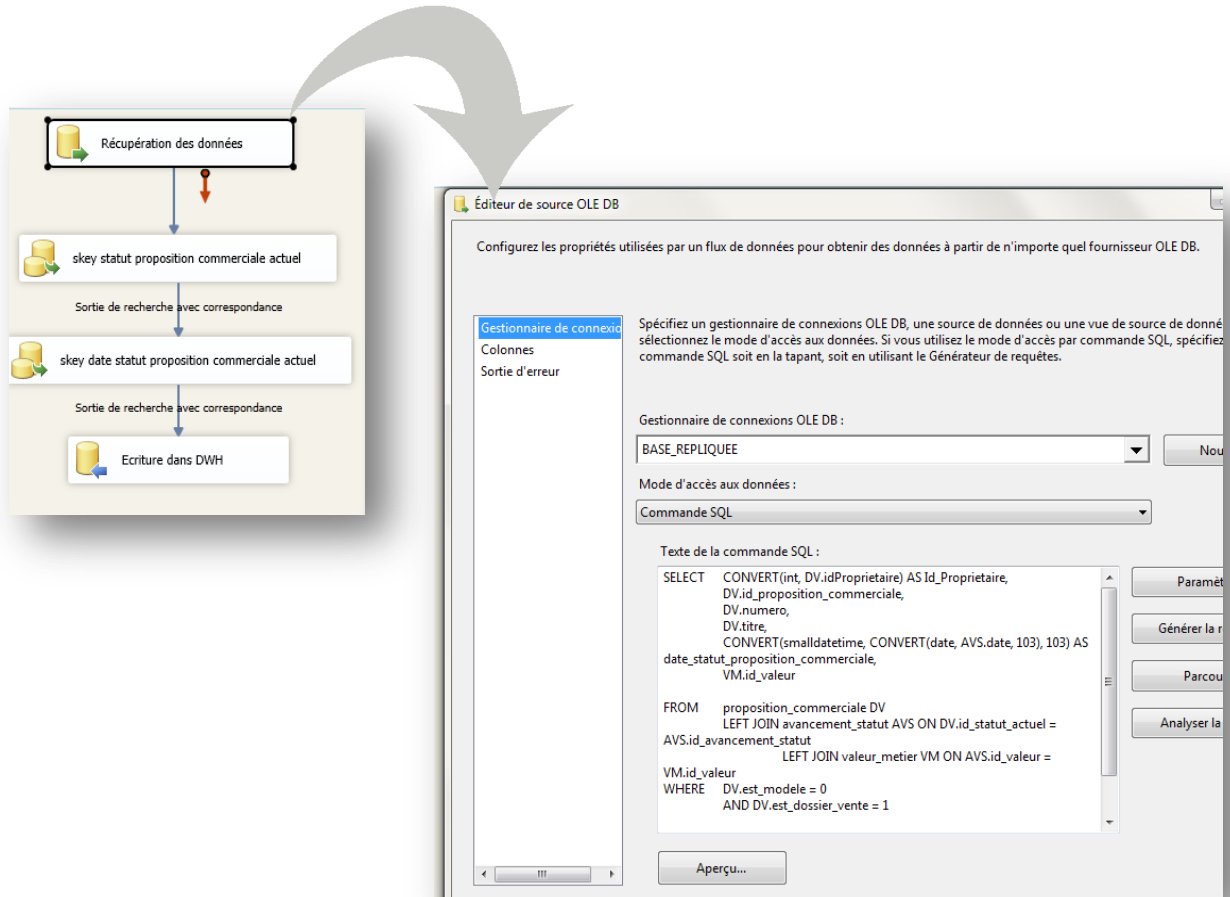 Récupération des données
skey statut proposition commerciale actuel
Sortie de recherche avec correspondance
skey date statut proposition commerciale actuel
Sortie de recherche avec correspondance
Ecriture dans DWH
Éditeur de source OLE DB
Configurez les propriétés utilisées par un flux de données pour obtenir des données à partir de n'importe quel fournisseur OLE DB.
Gestionnaire de connexio
Colonnes
Sortie d'erreur
Spécifiez un gestionnaire de connexions OLE DB, une source de données ou une vue de source de donné
sélectionnez le mode d'accès aux données. Si vous utilisez le mode d'accès par commande SQL, spécifiez
commande SQL soit en la tapant, soit en utilisant le Générateur de requêtes.
Gestionnaire de connexions OLE DB :
BASE_REPLIQUEE
Nou
Mode d'accès aux données :
Commande SQL
Texte de la commande SQL :
SELECT CONVERT(int, DV.idProprietaire) AS Id_Proprietaire,
DV.id_proposition_commerciale,
DV.numero,
DV.titre,
CONVERT(smalldatetime, CONVERT(date, AVS.date, 103), 103) AS
date_statut_proposition_commerciale,
VM.id_valeur
FROM proposition_commerciale DV
LEFT JOIN avancement_statut AVS ON DV.id_statut_actuel =
AVS.id_avancement_statut
LEFT JOIN valeur_metier VM ON AVS.id_valeur =
VM.id_valeur
WHERE DV.est_modele = 0
AND DV.est_dossier_vente = 1
Paramèt
Générer la r
Parcou
Analyser la
Aperçu...